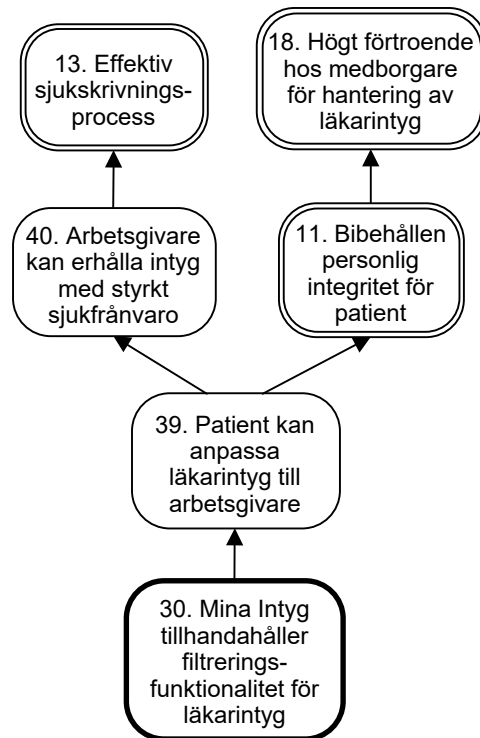 13. Effektiv
sjukskrivnings-
process
18. Högt förtroende
hos medborgare
för hantering av
läkarintyg
40. Arbetsgivare
kan erhålla intyg
med styrkt
sjukfrånvaro
11. Bibehållen
personlig
integritet för
patient
39. Patient kan
anpassa
läkarintyg till
arbetsgivare
30. Mina Intyg
tillhandahåller
filtrerings-
funktionalitet för
läkarintyg